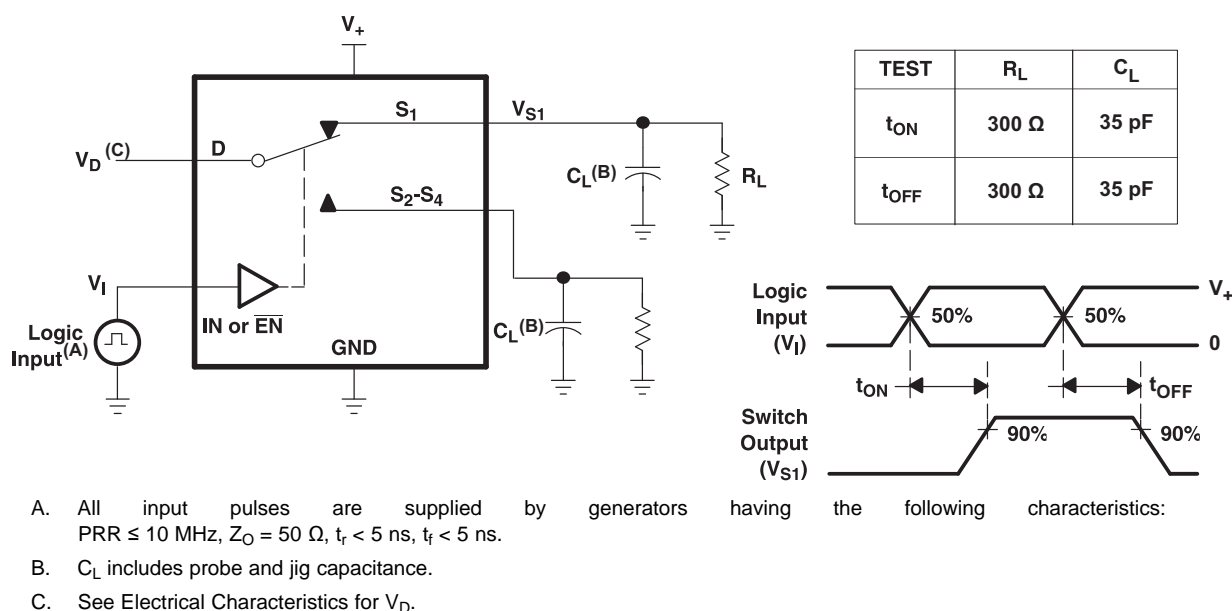 V+
S1
VS1
VD(C)
D
CL(B)
RL
S2-S4
VI
IN or EN
Logic
Input(A)
CL(B)
GND
TEST RL CL
tON 300 Ω 35 pF
tOFF 300 Ω 35 pF
Logic
Input
(VI)
50%
50%
V+
0
tON
tOFF
Switch
Output
(VS1)
90%
90%
A. All input pulses are supplied by generators having the following characteristics:
PRR ≤ 10 MHz, ZO = 50 Ω, tr < 5 ns, tf < 5 ns.
B. CL includes probe and jig capacitance.
C. See Electrical Characteristics for VD.